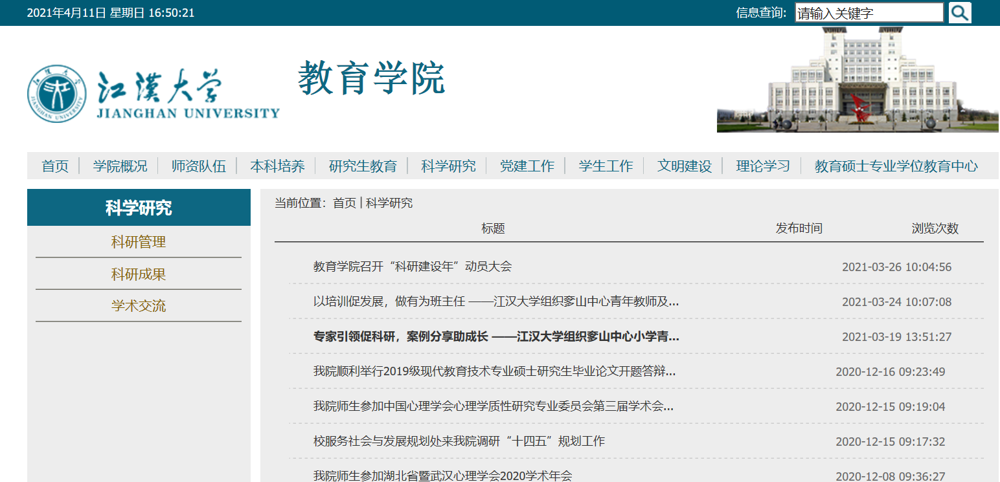 2021年4月11日 星期日 16:50:21
信息查询: 请输入关键字
江漢大学
JIANGHAN UNIVERSITY
教育学院
首页 学院概况 师资队伍 本科培养 研究生教育 科学研究 党建工作 学生工作 文明建设 理论学习 教育硕士专业学位教育中心
科学研究
科研管理
科研成果
学术交流
当前位置：首页 | 科学研究
标题 发布时间 浏览次数
教育学院召开“科研建设年”动员大会 2021-03-26 10:04:56
以培训促发展，做有为班主任 ——江汉大学组织奓山中心青年教师及... 2021-03-24 10:07:08
专家引领促科研，案例分享助成长 ——江汉大学组织奓山中心小学青... 2021-03-19 13:51:27
我院顺利举行2019级现代教育技术专业硕士研究生毕业论文开题答辩... 2020-12-16 09:23:49
我院师生参加中国心理学会心理学质性研究专业委员会第三届学术会... 2020-12-15 09:19:04
校服务社会与发展规划处来我院调研“十四五”规划工作 2020-12-15 09:17:32
我院师生参加湖北省暨武汉心理学会2020学术年会 2020-12-08 09:36:27